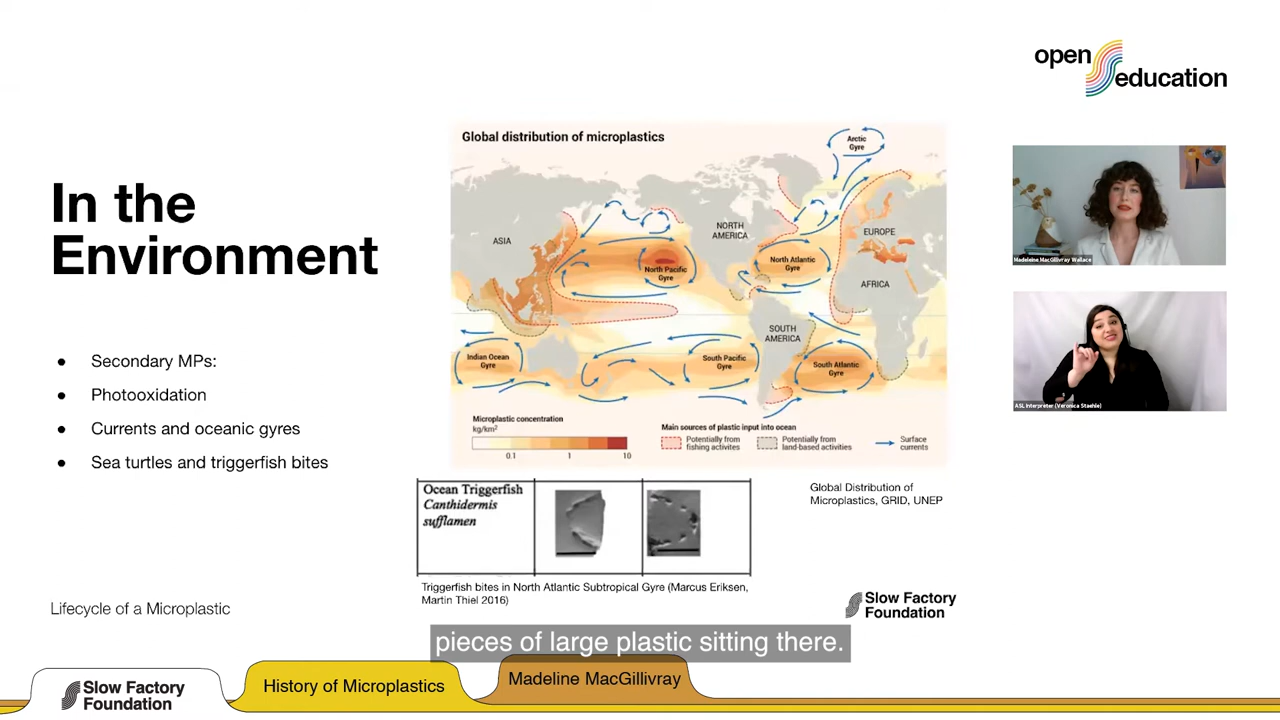 open
education
In the
Environment
● Secondary MPs:
● Photooxidation
● Currents and oceanic gyres
● Sea turtles and triggerfish bites
Lifecycle of a Microplastic
Global distribution of microplastics
Arctic
Gyre
ASIA
NORTH
AMERICA
EUROPE
North Pacific
Gyre
North Atlantic
Gyre
AFRICA
SOUTH
AMERICA
Indian Ocean
Gyre
South Pacific
Gyre
South Atlantic
Gyre
Microplastic concentration
kg/km²
0.1 1 10
Main sources of plastic input into ocean
Potentially from
fishing activites
Potentially from
land-based activities
Surface
currents
Global Distribution of
Microplastics, GRID, UNEP
Ocean Triggerfish
Canthidermis
sufflamen
Triggerfish bites in North Atlantic Subtropical Gyre (Marcus Eriksen,
Martin Thiel 2016)
Madeleine MacGillivray Wallace
ASL Interpreter (Veronica Staehle)
Slow Factory
Foundation
pieces of large plastic sitting there.
Slow Factory
Foundation
History of Microplastics
Madeline MacGillivray